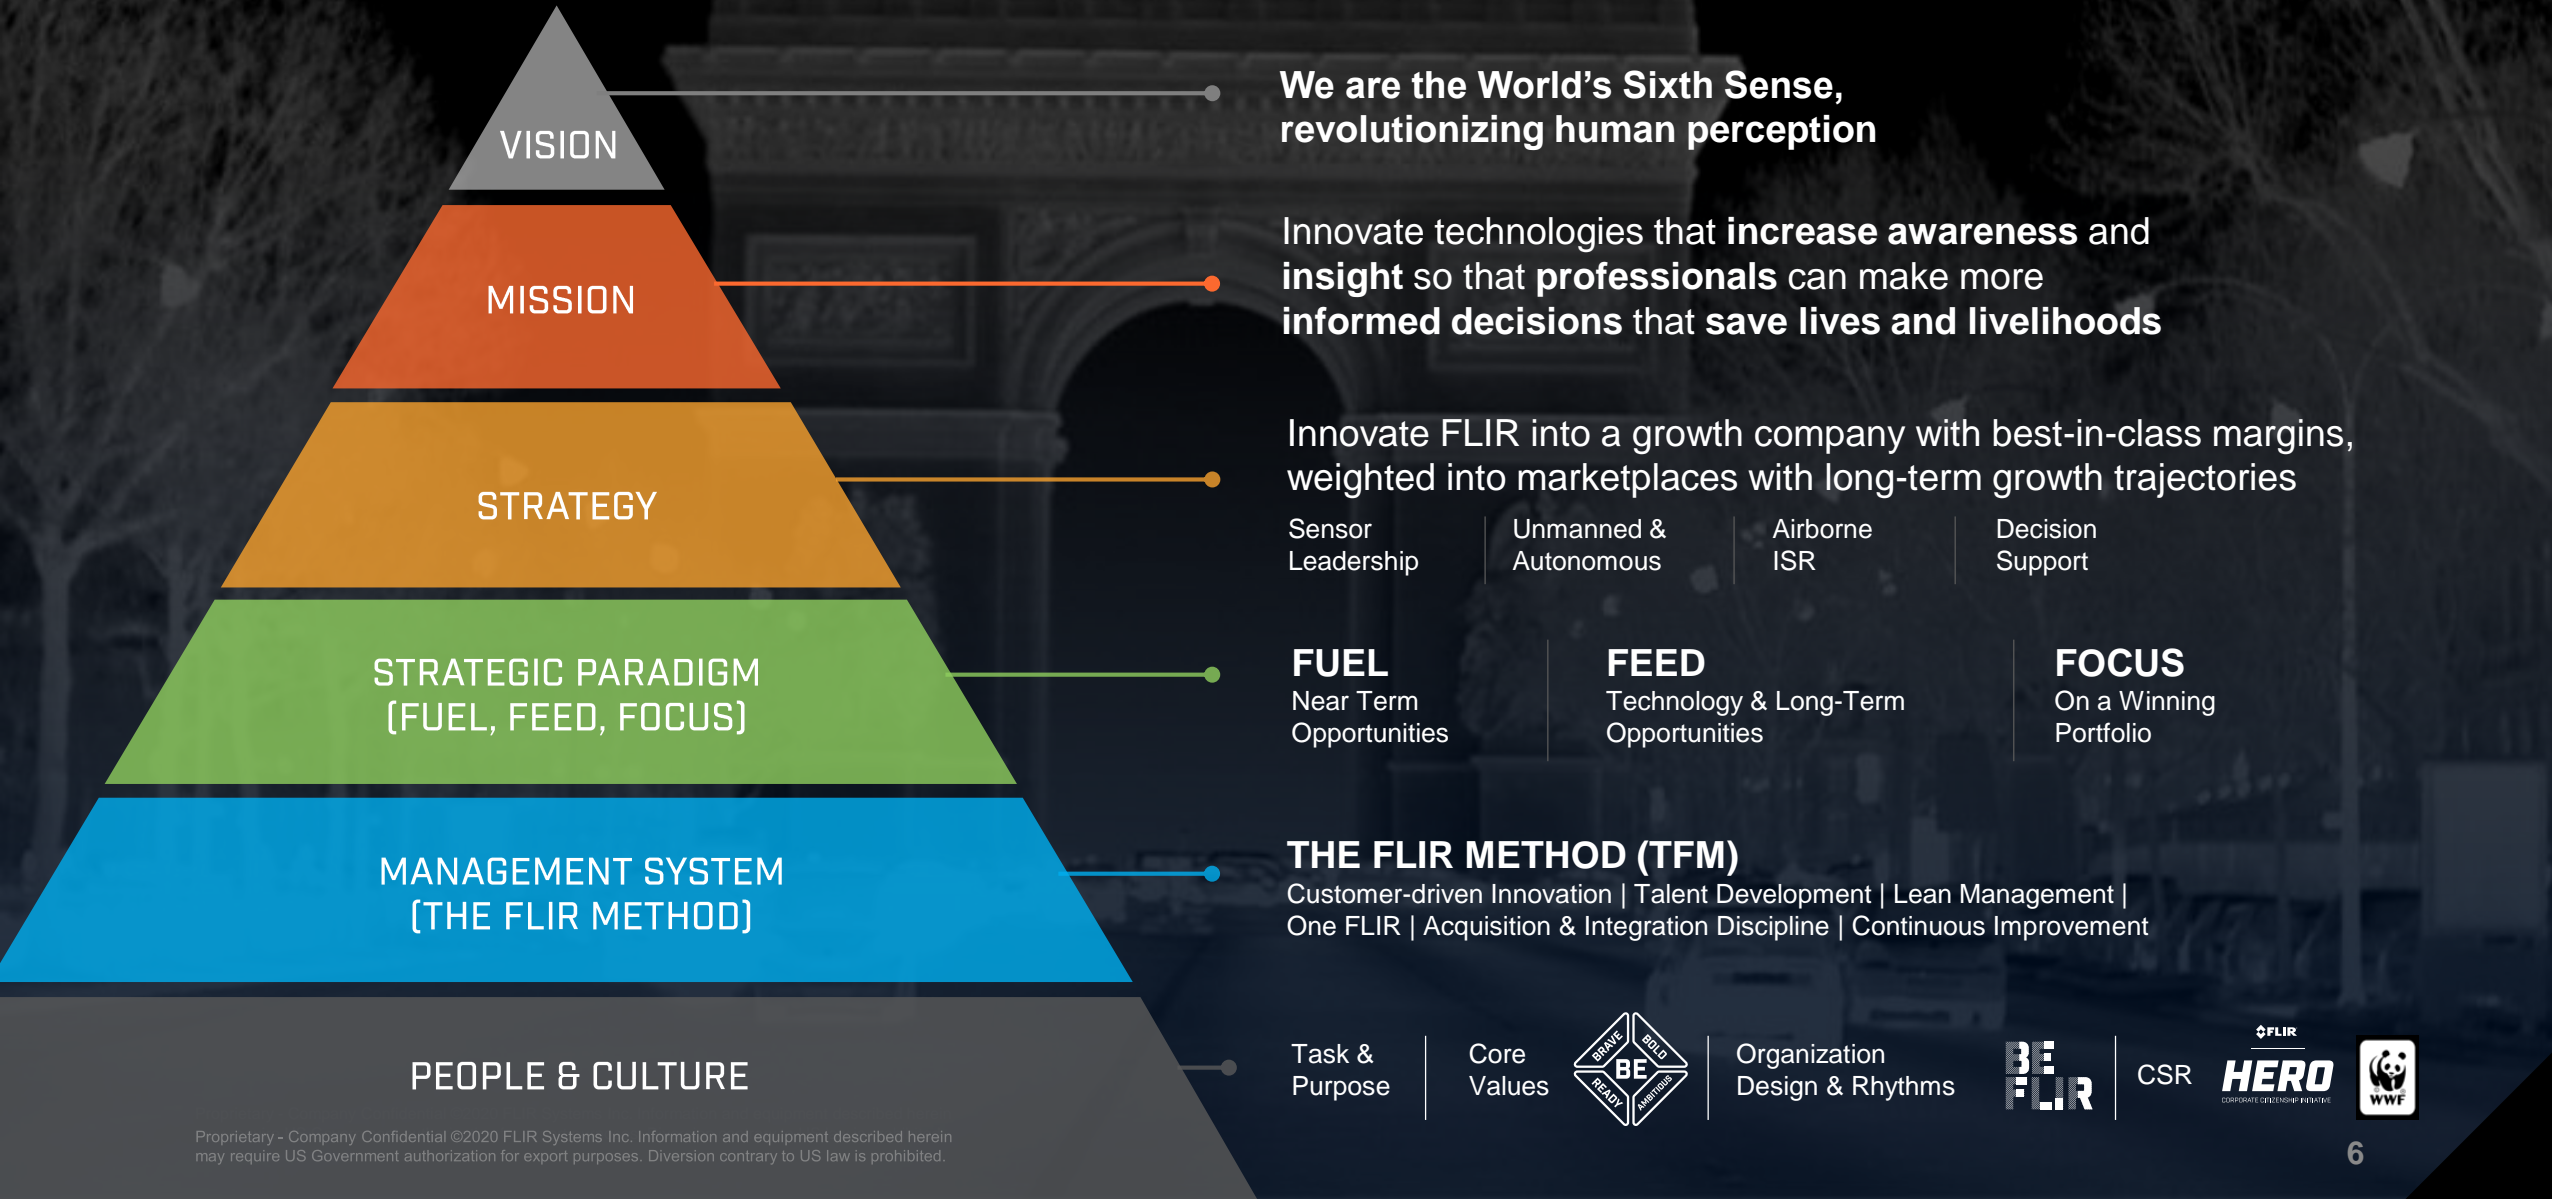 VISION
We are the World's Sixth Sense,
revolutionizing human perception
MISSION
Innovate technologies that increase awareness and
insight so that professionals can make more
informed decisions that save lives and livelihoods
STRATEGY
Innovate FLIR into a growth company with best-in-class margins,
weighted into marketplaces with long-term growth trajectories
Sensor
Leadership
Unmanned &
Autonomous
Airborne
ISR
Decision
Support
STRATEGIC PARADIGM
(FUEL, FEED, FOCUS)
FUEL
Near Term
Opportunities
FEED
Technology & Long-Term
Opportunities
FOCUS
On a Winning
Portfolio
MANAGEMENT SYSTEM
(THE FLIR METHOD)
THE FLIR METHOD (TFM)
Customer-driven Innovation | Talent Development | Lean Management |
One FLIR | Acquisition & Integration Discipline | Continuous Improvement
PEOPLE & CULTURE
Task &
Purpose
Core
Values
BRAVE
BOLD
BE
READY
AMBITIOUS
Organization
Design & Rhythms
BE
FLIR
CSR
FLIR
HERO
CORPORATE CITIZENSHIP INITIATIVE
WWF
Proprietary - Company Confidential ©2020 FLIR Systems Inc. Information and equipment described herein
may require US Government authorization for export purposes. Diversion contrary to US law is prohibited.
6